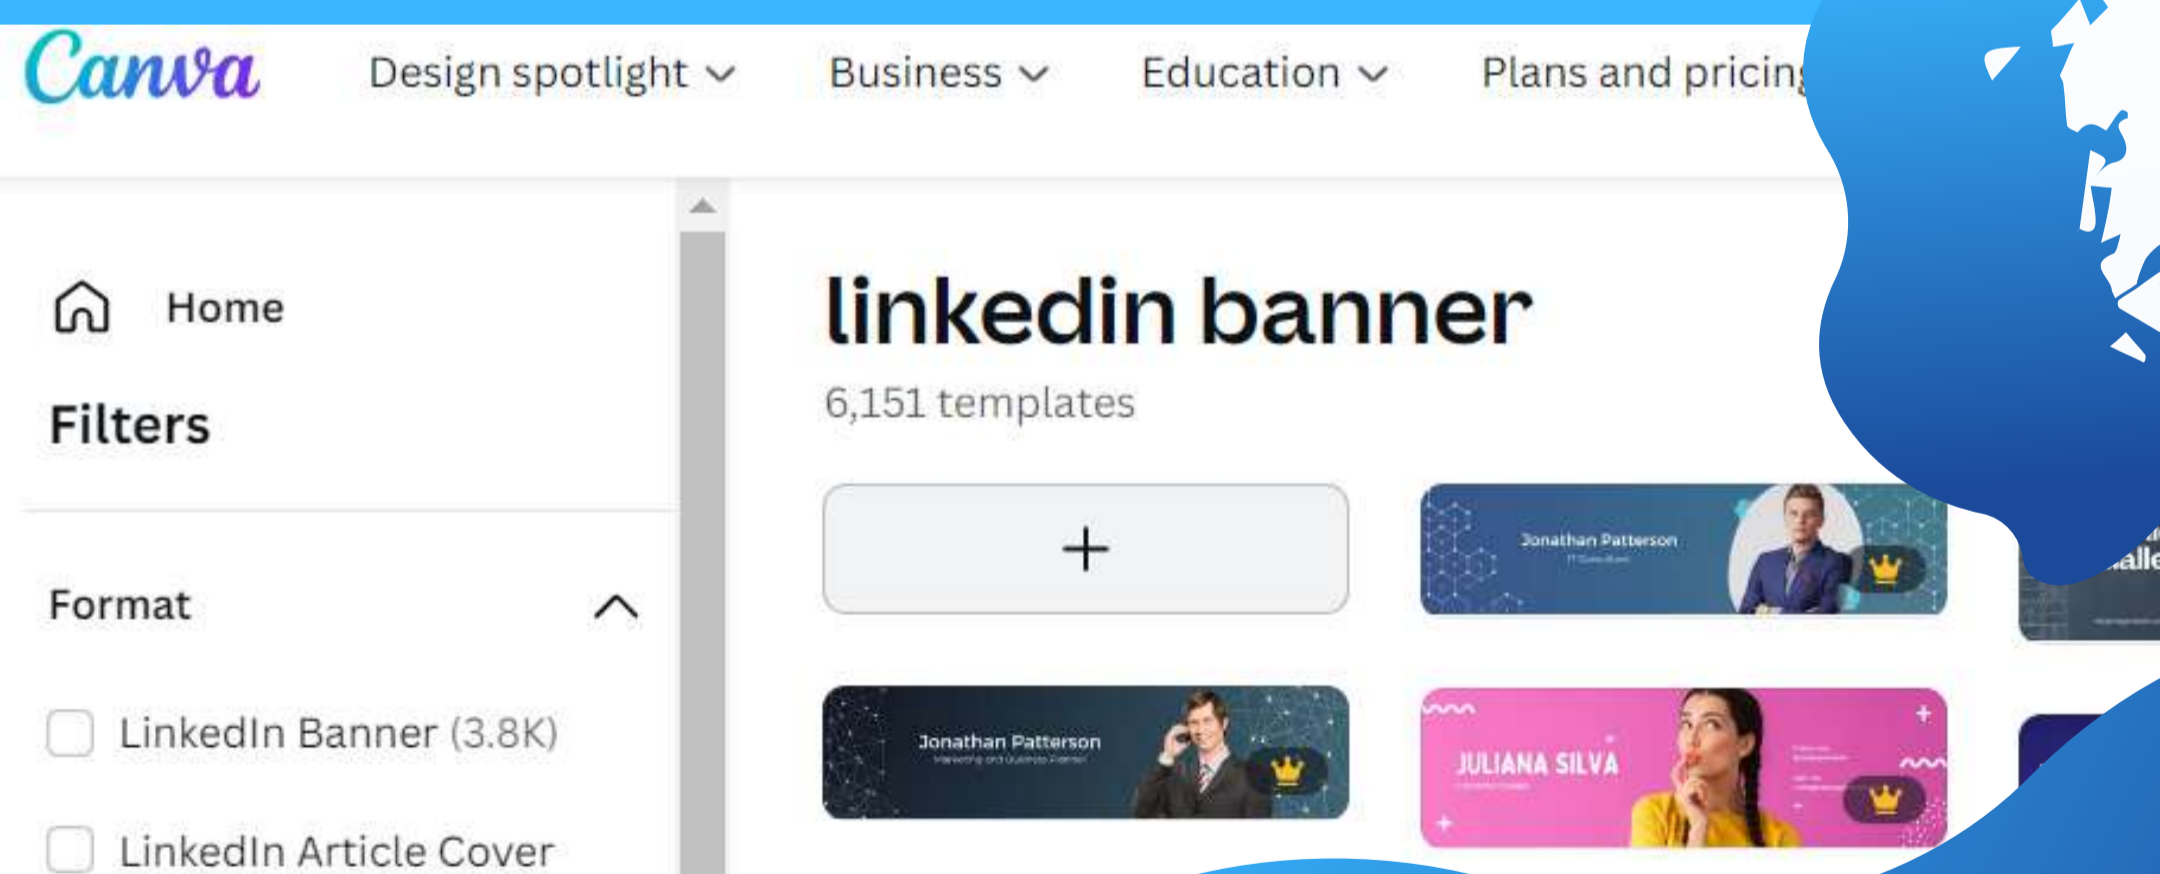 Canva
Design spotlight
Business
Education
Plans and pricing
Home
Filters
Format
LinkedIn Banner (3.8K)
LinkedIn Article Cover
linkedin banner
6,151 templates
Jonathan Patterson
Jonathan Patterson
JULIANA SILVA